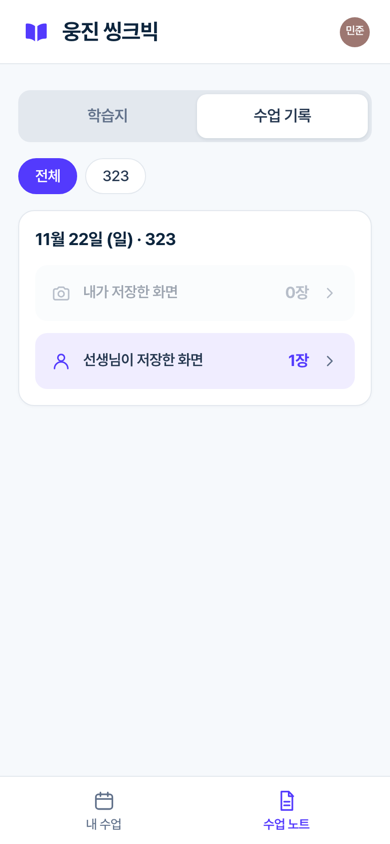 웅진 씽크빅
민준
학습지
수업 기록
전체
323
11월 22일 (일) · 323
내가 저장한 화면 0장
선생님이 저장한 화면 1장
내 수업
수업 노트